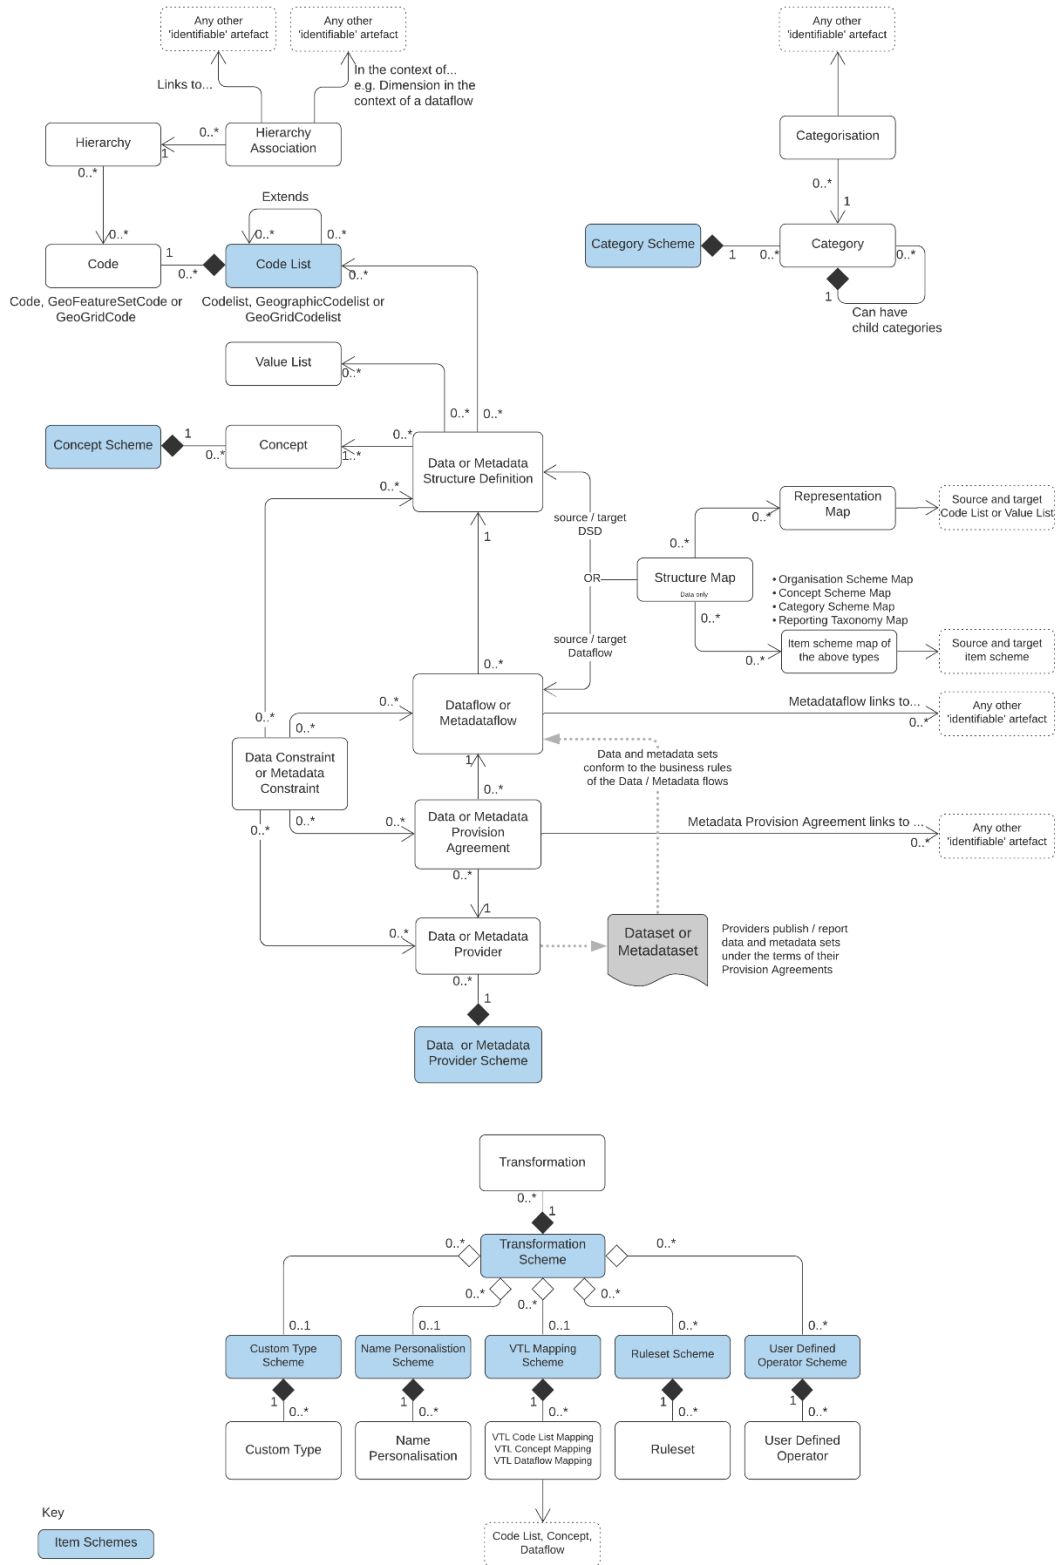 Any other
'identifiable' artefact
Any other
'identifiable' artefact
Any other
'identifiable' artefact
Links to...
In the context of...
e.g. Dimension in the
context of a dataflow
Hierarchy
1
0..*
Hierarchy
Association
Categorisation
0..*
0..*
1
0..*
Extends
Code
1
0..*
0..*
0..*
Code List
0..*
Category Scheme
1
0..*
Category
0..*
1
Code, GeoFeatureSetCode or
GeoGridCode
Codelist, GeographicCodelist or
GeoGridCodelist
Can have
child categories
Value List
0..*
0..*
0..*
Concept Scheme
1
0..*
Concept
1..*
0..*
Data or Metadata
Structure Definition
0..*
1
source / target
DSD
OR
source / target
Dataflow
Structure Map
Data only
0..*
0..*
0..*
0..*
Representation
Map
Source and target
Code List or Value List
• Organisation Scheme Map
• Concept Scheme Map
• Category Scheme Map
• Reporting Taxonomy Map
Item scheme map of
the above types
Source and target
item scheme
0..*
0..*
Dataflow or
Metadataflow
Metadataflow links to...
0..*
Any other
'identifiable' artefact
0..*
0..*
Data Constraint
or Metadata
Constraint
0..*
0..*
0..*
1
0..*
Data and metadata sets
conform to the business rules
of the Data / Metadata flows
Data or Metadata
Provision
Agreement
Metadata Provision Agreement links to ...
0..*
Any other
'identifiable' artefact
0..*
1
0..*
Data or Metadata
Provider
Dataset or
Metadataset
Providers publish / report
data and metadata sets
under the terms of their
Provision Agreements
0..*
1
Data or Metadata
Provider Scheme
Transformation
0..*
1
Transformation
Scheme
0..*
0..*
0..*
0..*
0..*
0..1
0..1
0..1
0..*
0..*
Custom Type
Scheme
Name Personalistion
Scheme
VTL Mapping
Scheme
Ruleset Scheme
User Defined
Operator Scheme
1
0..*
1
0..*
1
0..*
1
0..*
1
0..*
Custom Type
Name
Personalisation
VTL Code List Mapping
VTL Concept Mapping
VTL Dataflow Mapping
Ruleset
User Defined
Operator
Code List, Concept,
Dataflow
Key
Item Schemes